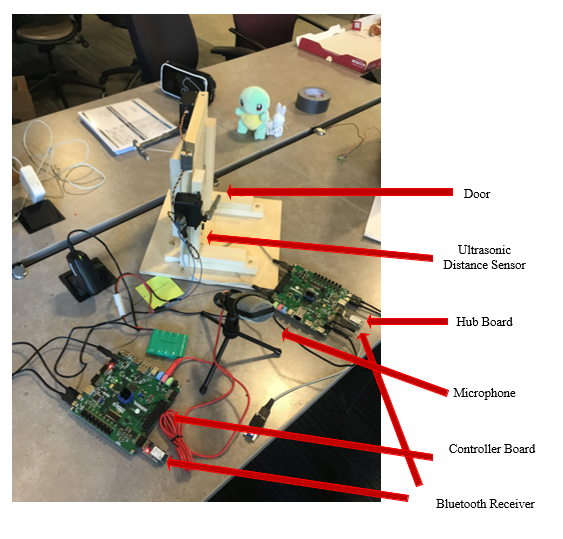 Door
Ultrasonic
Distance Sensor
Hub Board
Microphone
Controller Board
Bluetooth Receiver